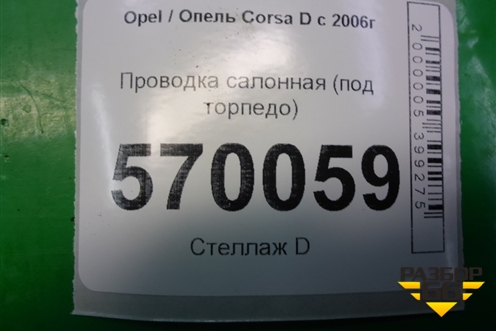 Opel / Опель Corsa D с 2006г
Проводка салонная (под
торпедо)
570059
Стеллаж D
2000005399275
РАЗБОР